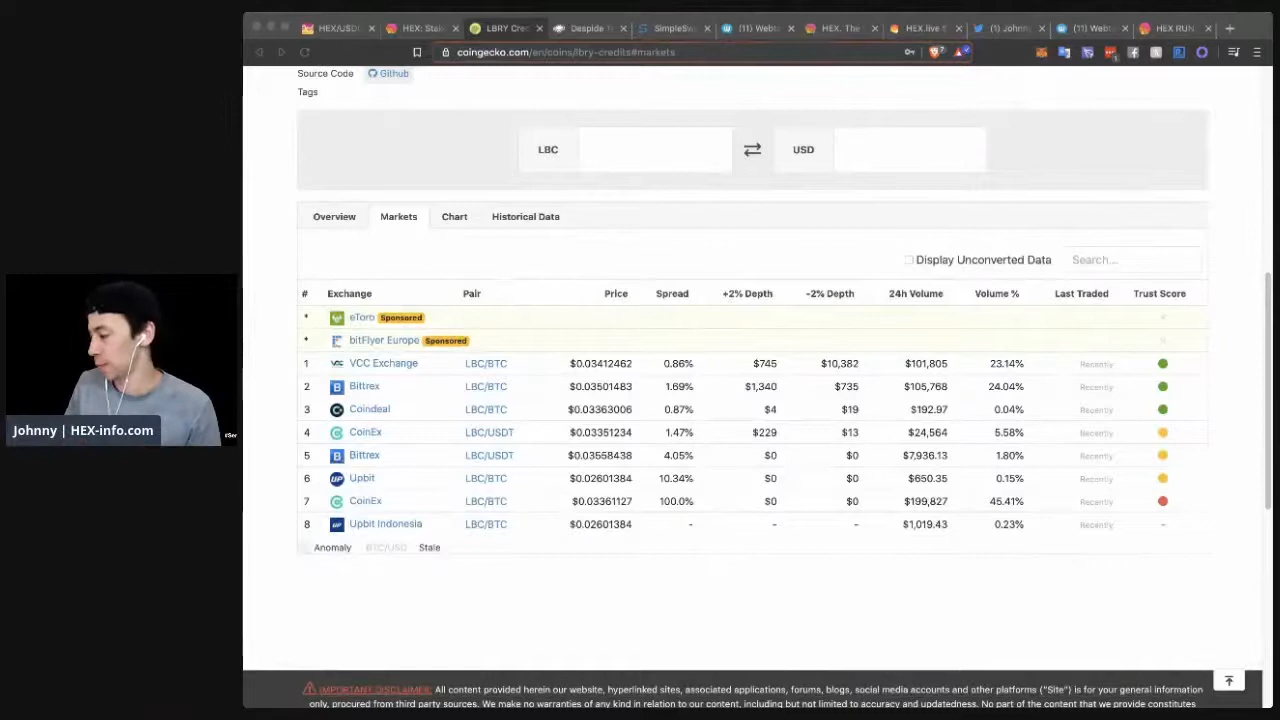 HEX/USD
HEX: Stak
LBRY Cre
Despide T
SimpleSw
(11) Webta
HEX. The
HEX.live S
(1) Johnn
(11) Webta
HEX RUN
coingecko.com/en/coins/lbry-credits#markets
Source Code Github
Tags
LBC USD
Overview Markets Chart Historical Data
Display Unconverted Data Search...
# Exchange Pair Price Spread +2% Depth -2% Depth 24h Volume Volume % Last Traded Trust Score
* eToro Sponsored
* bitFlyer Europe Sponsored
1 VCC Exchange LBC/BTC $0.03412462 0.86% $745 $10,382 $101,805 23.14% Recently
2 Bittrex LBC/BTC $0.03501483 1.69% $1,340 $735 $105,768 24.04% Recently
3 Coindeal LBC/BTC $0.03363006 0.87% $4 $19 $192.97 0.04% Recently
4 CoinEx LBC/USDT $0.03351234 1.47% $229 $13 $24,564 5.58% Recently
5 Bittrex LBC/USDT $0.03558438 4.05% $0 $0 $7,936.13 1.80% Recently
6 Upbit LBC/BTC $0.02601384 10.34% $0 $0 $650.35 0.15% Recently
7 CoinEx LBC/BTC $0.03361127 100.0% $0 $0 $199,827 45.41% Recently
8 Upbit Indonesia LBC/BTC $0.02601384 - - - $1,019.43 0.23% Recently -
Anomaly BTC/USD Stale
Johnny | HEX-info.com
IMPORTANT DISCLAIMER: All content provided herein our website, hyperlinked sites, associated applications, forums, blogs, social media accounts and other platforms ("Site") is for your general information
only, procured from third party sources. We make no warranties of any kind in relation to our content, including but not limited to accuracy and updatedness. No part of the content that we provide constitutes